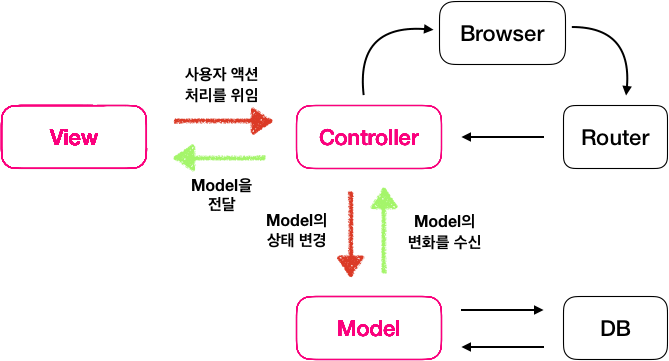 Browser
사용자 액션
처리를 위임
View
Controller
Router
Model을
전달
Model의
상태 변경
Model의
변화를 수신
Model
DB